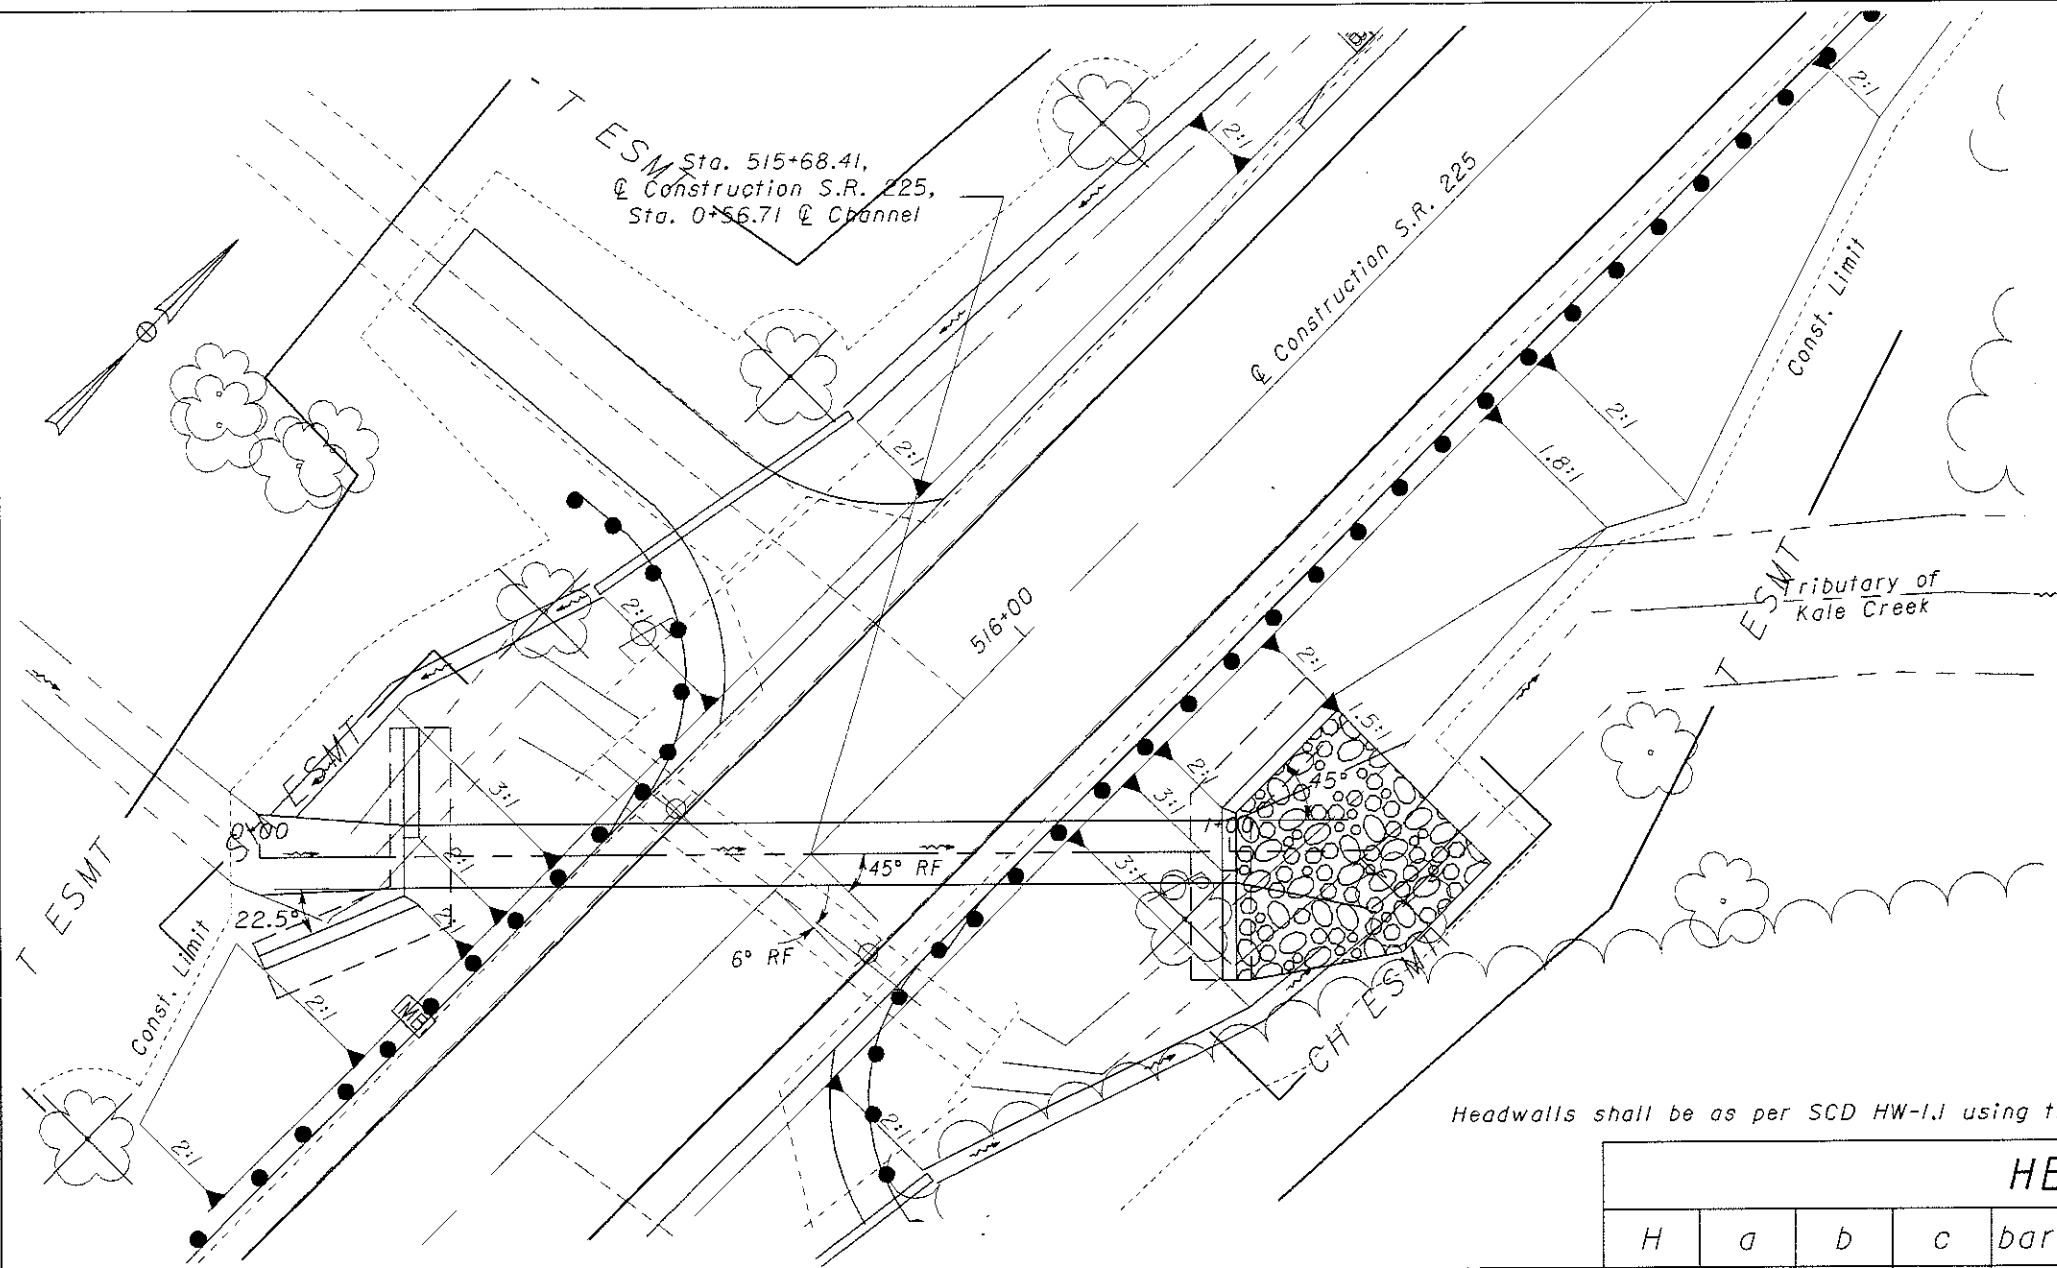 T ESMT
Sta. 515+68.41,
℄ Construction S.R. 225,
Sta. 0+56.71 ℄ Channel
2:1
2:1
℄ Construction S.R. 225
Const. Limit
2:1
1.8:1
2:1
2:1
516+00
T ESMT
Tributary of
Kale Creek
2:1
1.5:1
ESMT
3:1
2:1
3:1
45°
0+00
1+00
2:1
3:1
45° RF
22.5°
2:1
6° RF
T ESMT
Const. Limit
2:1
MB
CH ESMT
2:1
2:1
Headwalls shall be as per SCD HW-1.1 using t
HE
H a b c bar